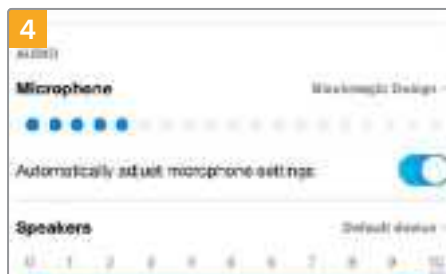 4
AUDIO
Microphone Blackmagic Design
Automatically adjust microphone settings
Speakers Default device
0 1 2 3 4 5 6 7 8 9 10